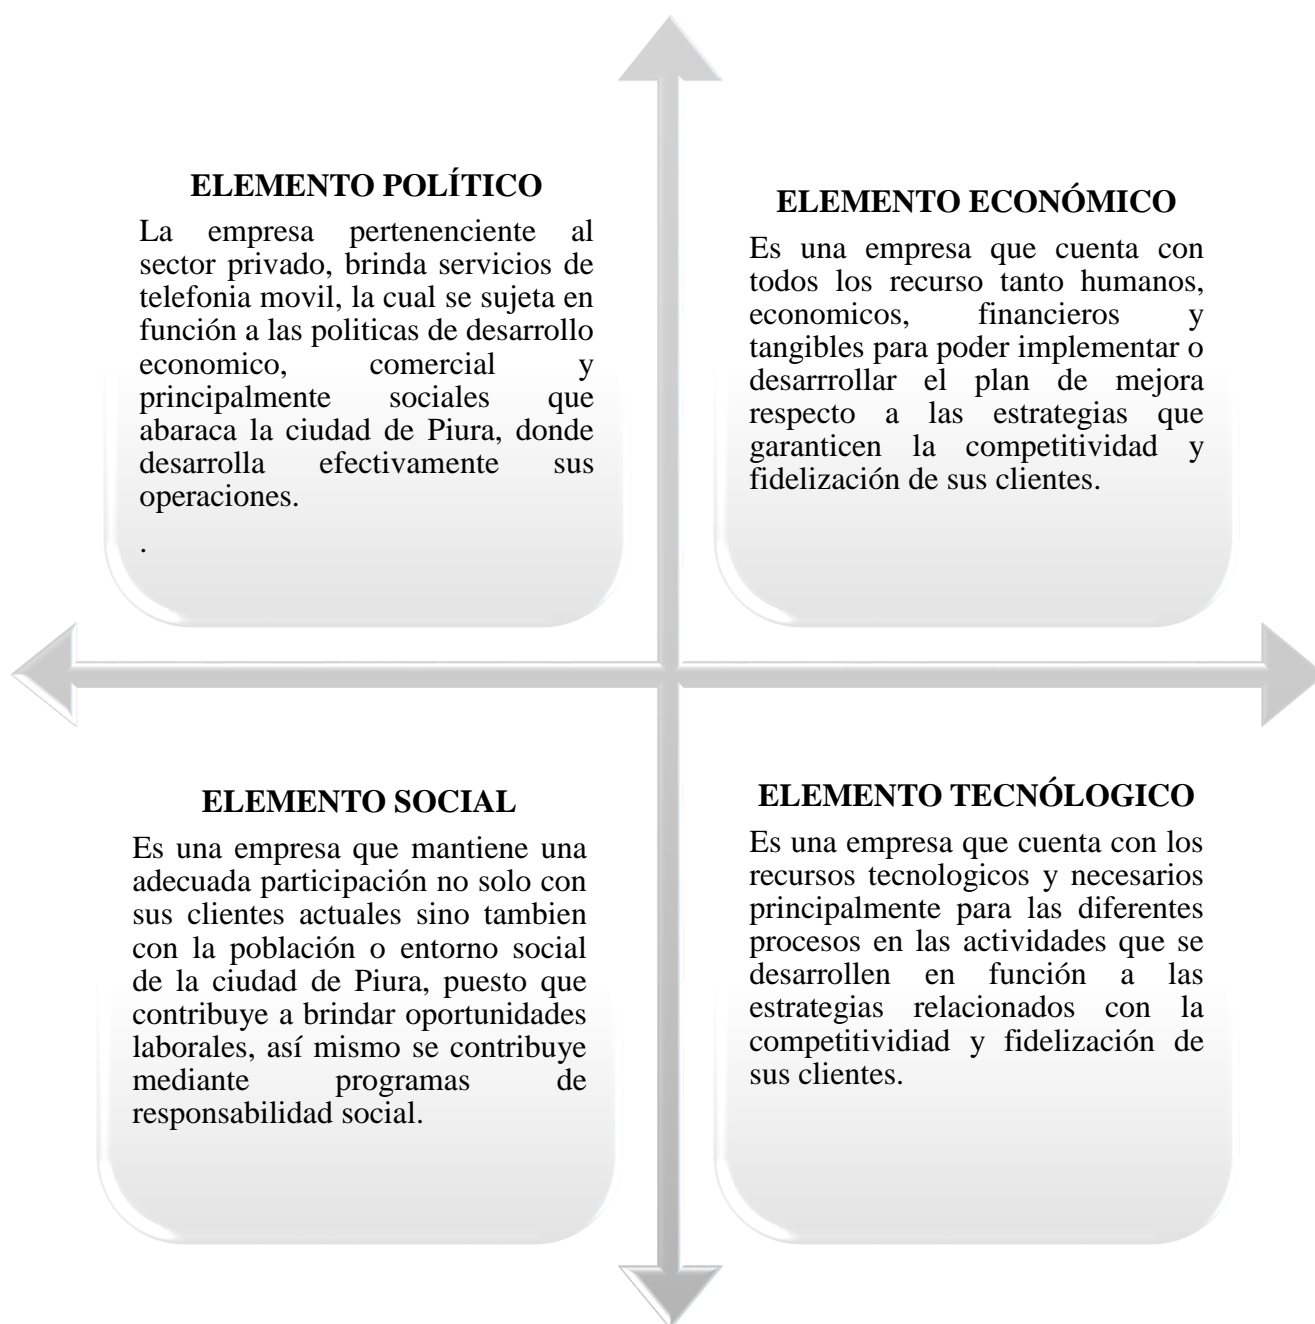 ELEMENTO POLÍTICO
La empresa pertenenciente al
sector privado, brinda servicios de
telefonia movil, la cual se sujeta en
función a las politicas de desarrollo
economico, comercial y
principalmente sociales que
abaraca la ciudad de Piura, donde
desarrolla efectivamente sus
operaciones.
.
ELEMENTO ECONÓMICO
Es una empresa que cuenta con
todos los recurso tanto humanos,
economicos, financieros y
tangibles para poder implementar o
desarrrollar el plan de mejora
respecto a las estrategias que
garanticen la competitividad y
fidelización de sus clientes.
ELEMENTO SOCIAL
Es una empresa que mantiene una
adecuada participación no solo con
sus clientes actuales sino tambien
con la población o entorno social
de la ciudad de Piura, puesto que
contribuye a brindar oportunidades
laborales, así mismo se contribuye
mediante programas de
responsabilidad social.
ELEMENTO TECNÓLOGICO
Es una empresa que cuenta con los
recursos tecnologicos y necesarios
principalmente para las diferentes
procesos en las actividades que se
desarrollen en función a las
estrategias relacionados con la
competitividiad y fidelización de
sus clientes.